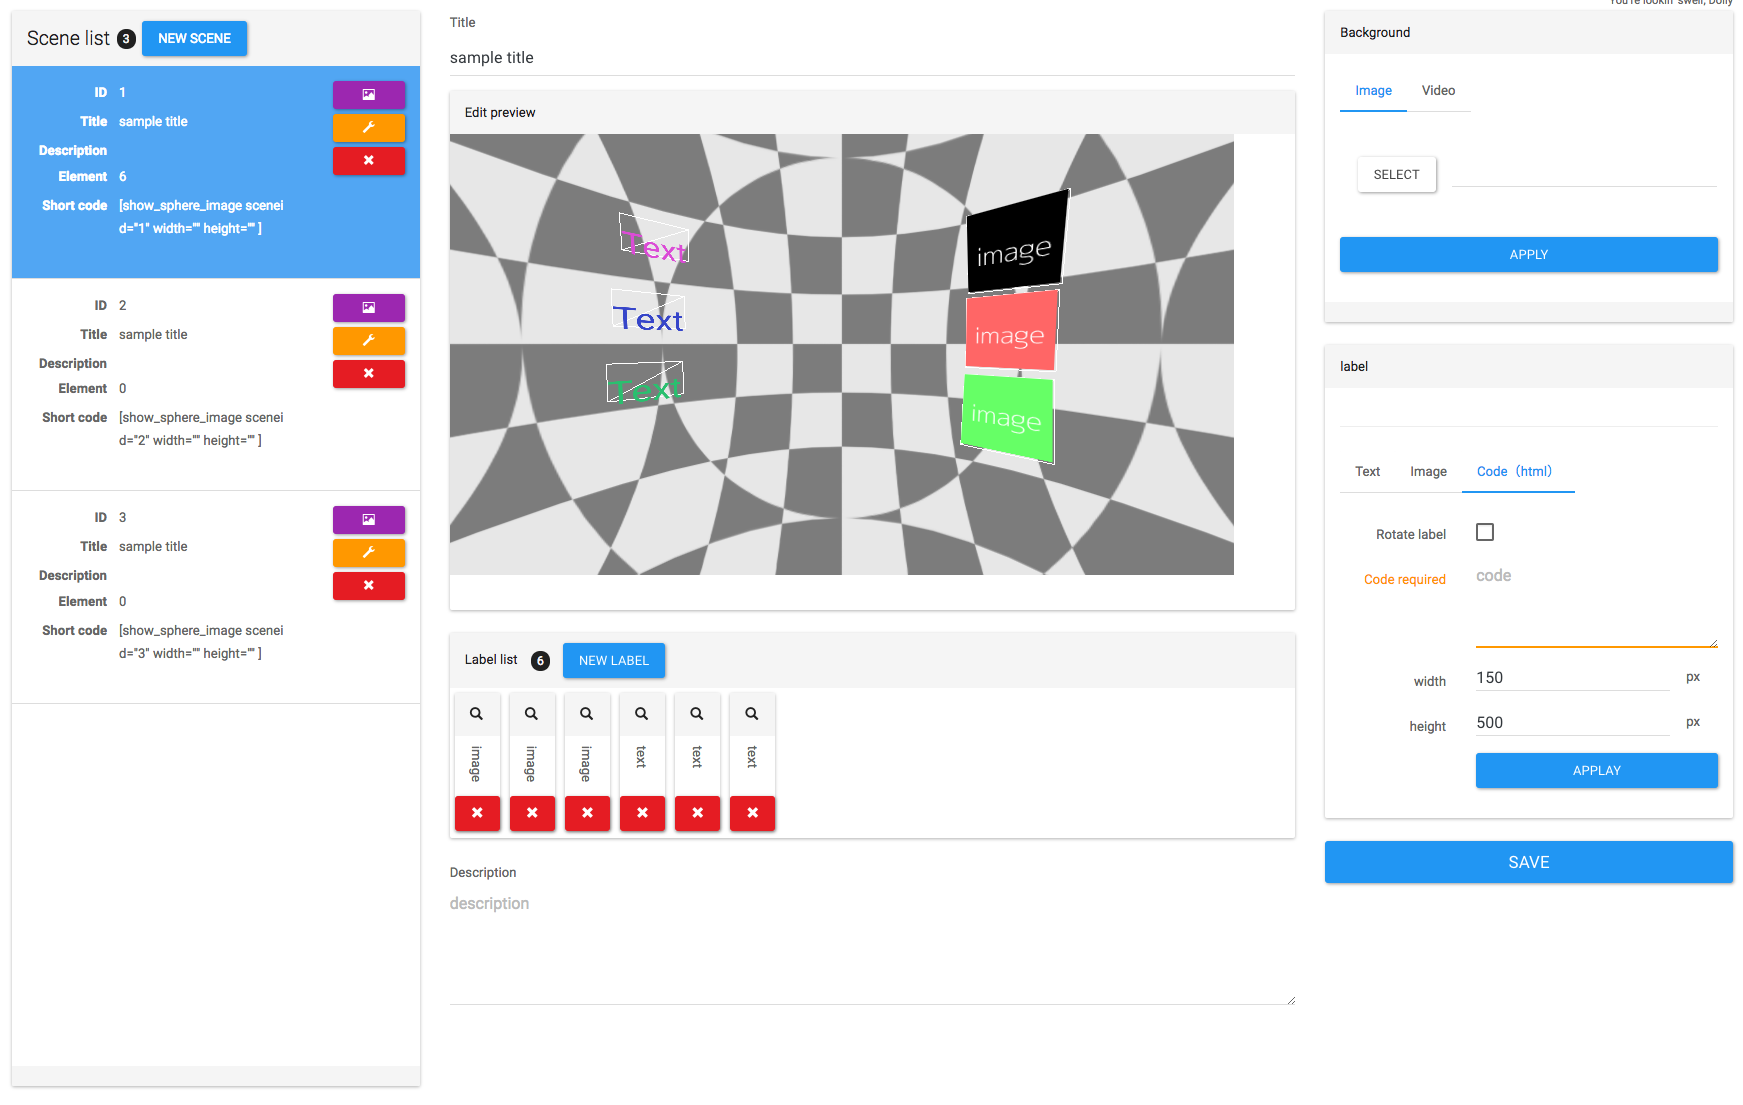 You're lookin' swell, Dolly
Scene list 3 NEW SCENE
ID 1
Title sample title
Description
Element 6
Short code [show_sphere_image scenei
d="1" width="" height="" ]
ID 2
Title sample title
Description
Element 0
Short code [show_sphere_image scenei
d="2" width="" height="" ]
ID 3
Title sample title
Description
Element 0
Short code [show_sphere_image scenei
d="3" width="" height="" ]
Title
sample title
Edit preview
Text
Text
Text
image
image
image
Label list 6 NEW LABEL
image image image text text text
Description
description
Background
Image Video
SELECT
APPLY
label
Text Image Code（html）
Rotate label
Code required code
width 150 px
height 500 px
APPLAY
SAVE